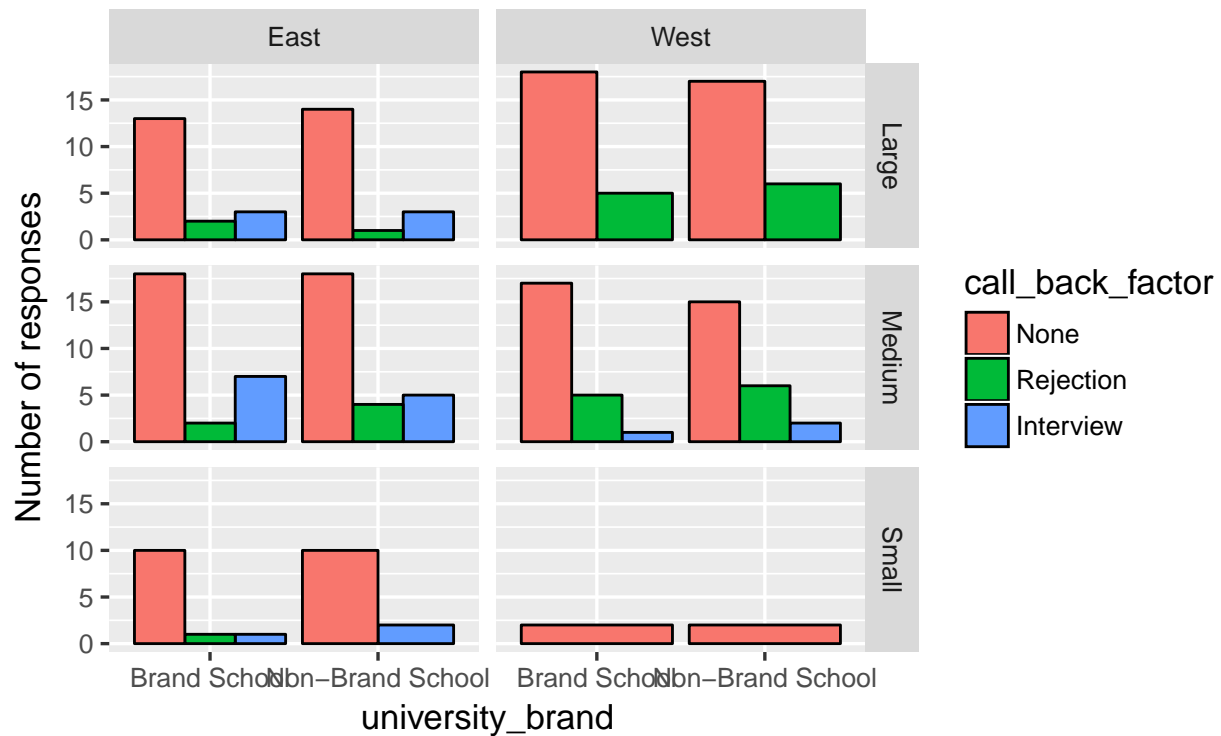 East
West
Number of responses
15
10
5
0
Large
15
10
5
0
Medium
15
10
5
0
Small
Brand School
Non−Brand School
Brand School
Non−Brand School
university_brand
call_back_factor
None
Rejection
Interview